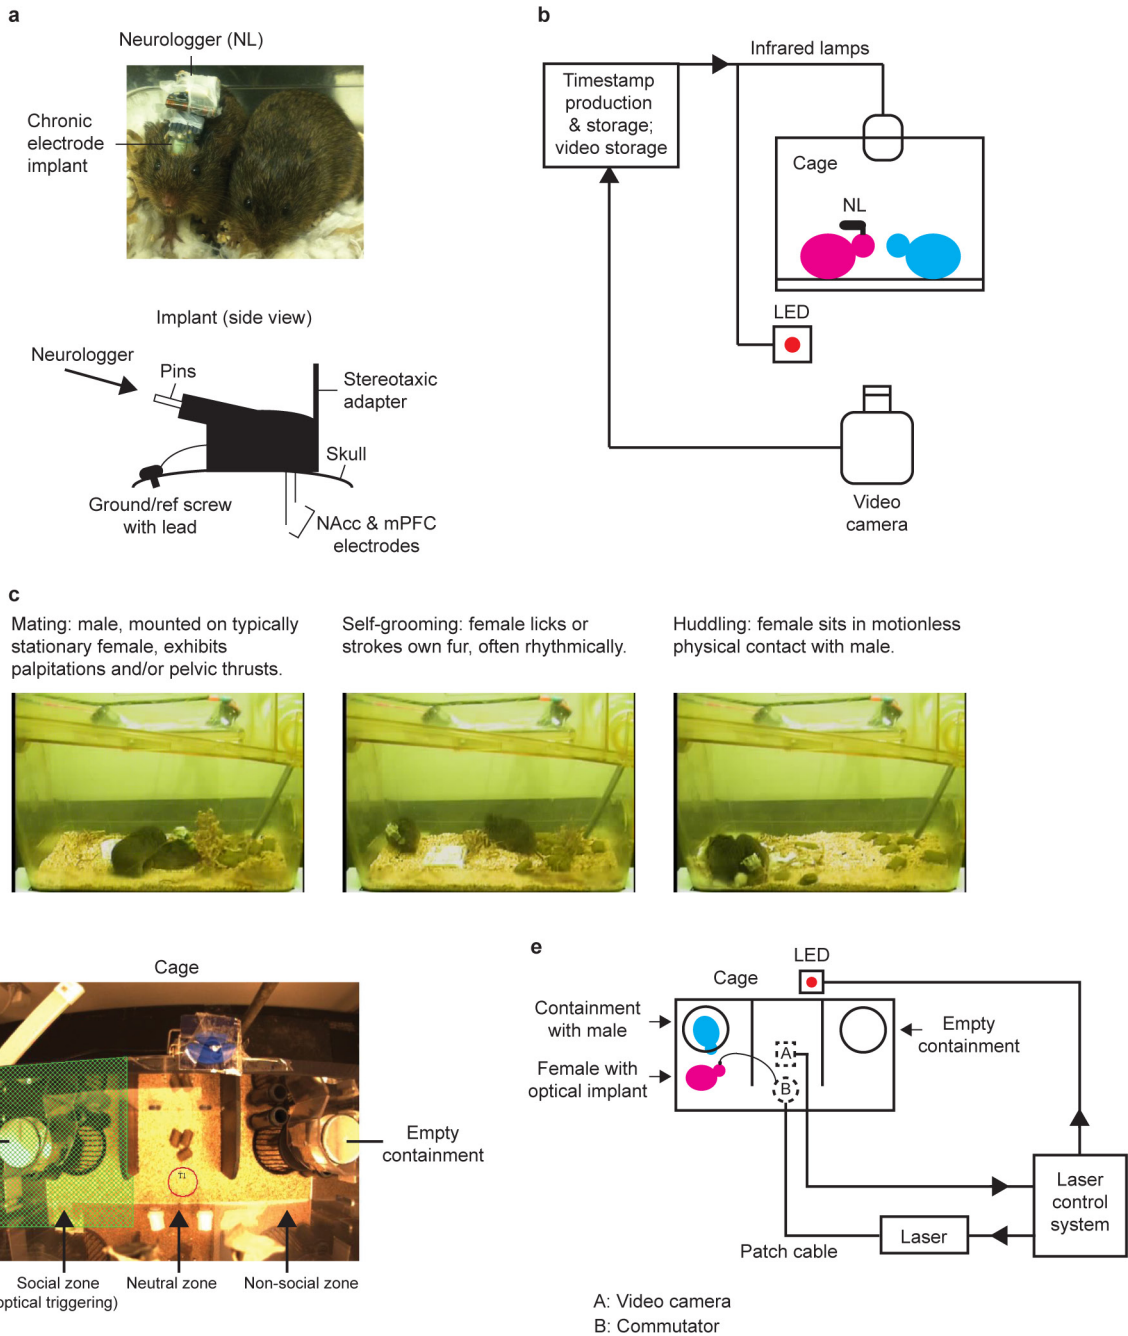 a
Neurologger (NL)
Chronic
electrode
implant
Implant (side view)
Neurologger
Pins
Stereotaxic
adapter
Skull
Ground/ref screw
with lead
NAcc & mPFC
electrodes
b
Infrared lamps
Timestamp
production
& storage;
video storage
Cage
NL
LED
Video
camera
c
Mating: male, mounted on typically
stationary female, exhibits
palpitations and/or pelvic thrusts.
Self-grooming: female licks or
strokes own fur, often rhythmically.
Huddling: female sits in motionless
physical contact with male.
Cage
T1
Empty
containment
Social zone
optical triggering)
Neutral zone
Non-social zone
e
LED
Cage
Containment
with male
Female with
optical implant
A
B
Empty
containment
Laser
control
system
Laser
Patch cable
A: Video camera
B: Commutator